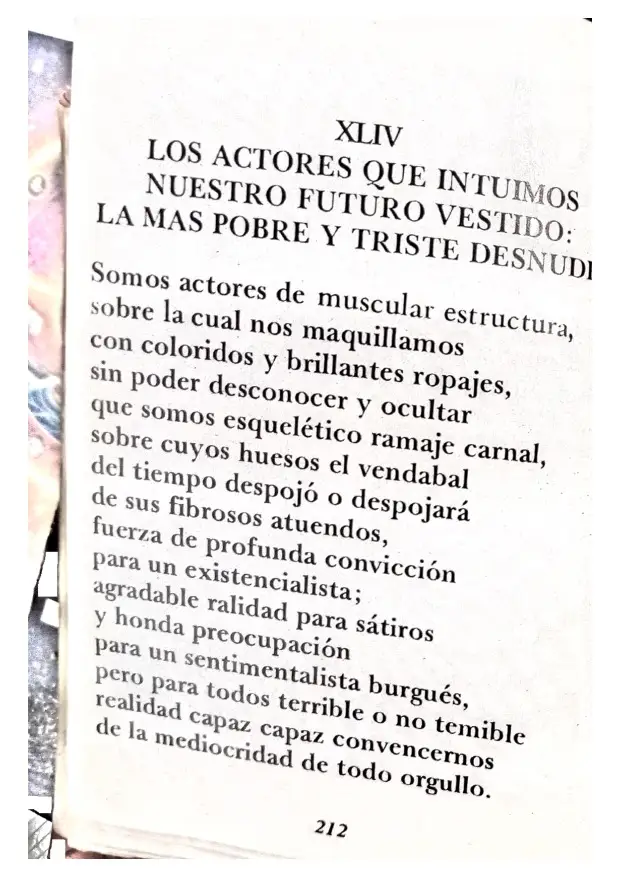 XLIV
LOS ACTORES QUE INTUIMOS
NUESTRO FUTURO VESTIDO:
LA MAS POBRE Y TRISTE
Somos actores de muscular estructura,
sobre la cual nos maquillamos
con coloridos y brillantes ropajes,
sin poder desconocer y ocultar
que somos esquelético ramaje carnal,
sobre cuyos huesos el vendabal
del tiempo despojó o despojará
de sus fibrosos atuendos,
fuerza de profunda convicción
para un existencialista;
agradable ralidad para sátiros
y honda preocupación
para un sentimentalista burgués,
pero para todos terrible o no temible
realidad capaz capaz convencernos
de la mediocridad de todo orgullo.
212